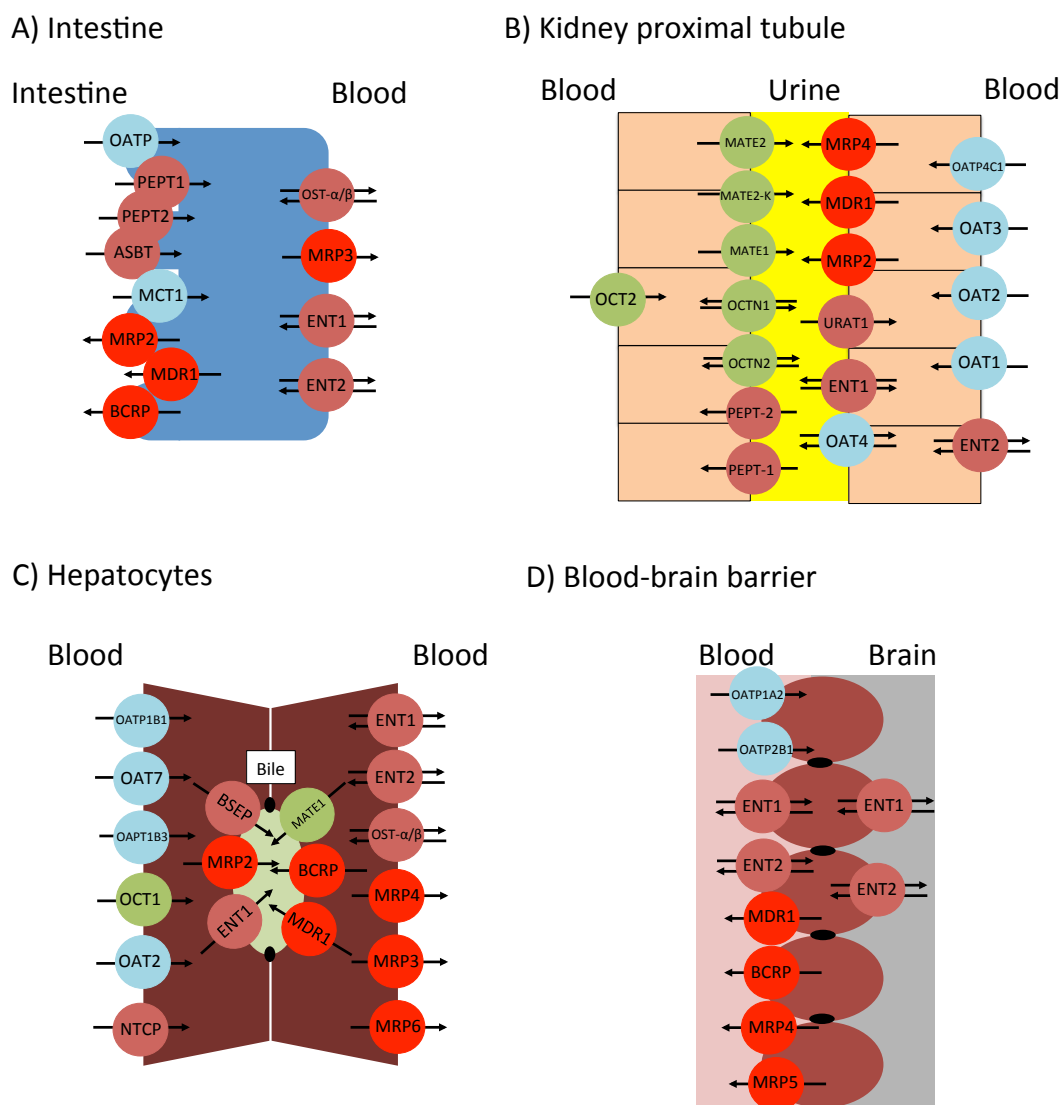 A) Intestine
Intestine
Blood
OATP
PEPT1
PEPT2
ASBT
MCT1
MRP2
MDR1
BCRP
OST-α/β
MRP3
ENT1
ENT2
B) Kidney proximal tubule
Blood
Urine
Blood
OCT2
MATE2
MATE2-K
MATE1
OCTN1
OCTN2
PEPT-2
PEPT-1
MRP4
MDR1
MRP2
URAT1
ENT1
OAT4
OATP4C1
OAT3
OAT2
OAT1
ENT2
C) Hepatocytes
Blood
Blood
OATP1B1
OAT7
OAPT1B3
OCT1
OAT2
NTCP
Bile
BSEP
MATE1
MRP2
BCRP
ENT1
MDR1
ENT1
ENT2
OST-α/β
MRP4
MRP3
MRP6
D) Blood-brain barrier
Blood
Brain
OATP1A2
OATP2B1
ENT1
ENT1
ENT2
ENT2
MDR1
BCRP
MRP4
MRP5